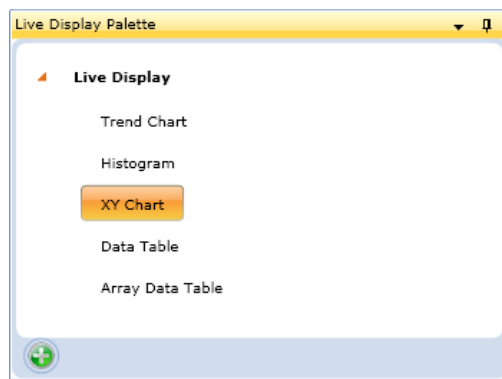 Live Display Palette
Live Display
Trend Chart
Histogram
XY Chart
Data Table
Array Data Table